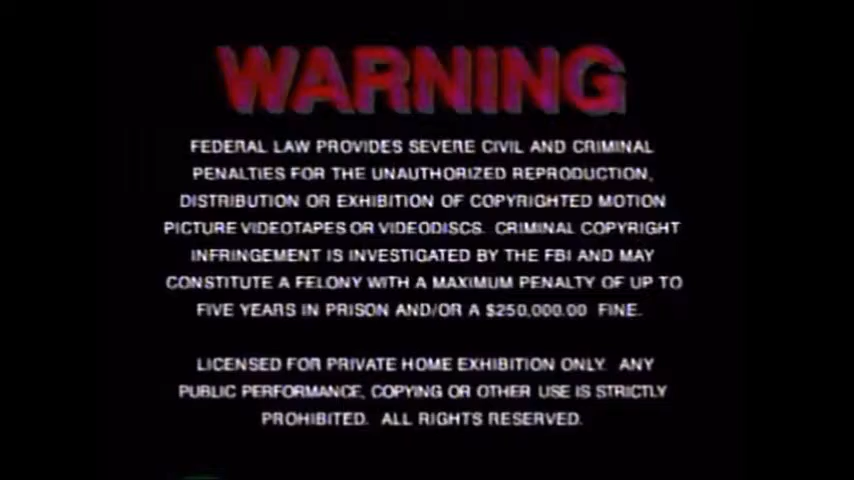 WARNING
FEDERAL LAW PROVIDES SEVERE CIVIL AND CRIMINAL
PENALTIES FOR THE UNAUTHORIZED REPRODUCTION,
DISTRIBUTION OR EXHIBITION OF COPYRIGHTED MOTION
PICTURE VIDEOTAPES OR VIDEODISCS. CRIMINAL COPYRIGHT
INFRINGEMENT IS INVESTIGATED BY THE FBI AND MAY
CONSTITUTE A FELONY WITH A MAXIMUM PENALTY OF UP TO
FIVE YEARS IN PRISON AND/OR A $250,000.00 FINE.
LICENSED FOR PRIVATE HOME EXHIBITION ONLY. ANY
PUBLIC PERFORMANCE, COPYING OR OTHER USE IS STRICTLY
PROHIBITED. ALL RIGHTS RESERVED.